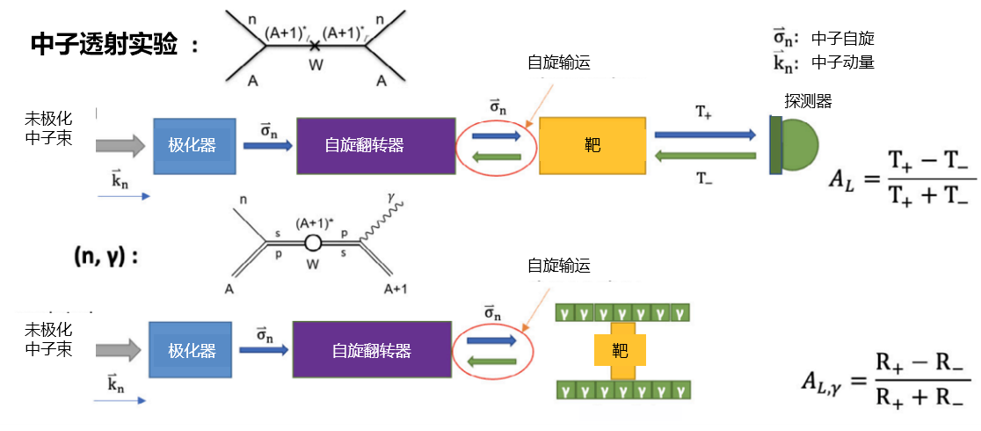 中子透射实验 :
n
(A+1)*ᵢ (A+1)*f
W
A A
σ⃗ₙ: 中子自旋
k⃗ₙ: 中子动量
自旋输运
探测器
未极化
中子束
极化器
σ⃗ₙ
自旋翻转器
σ⃗ₙ
靶
T₊
T₋
k⃗ₙ
A_L = (T₊ − T₋) / (T₊ + T₋)
(n, γ) :
n
(A+1)*
γ
s p
p s
W
A
A+1
自旋输运
未极化
中子束
极化器
σ⃗ₙ
自旋翻转器
σ⃗ₙ
γ γ γ γ γ γ γ
靶
γ γ γ γ γ γ γ
k⃗ₙ
A_L,γ = (R₊ − R₋) / (R₊ + R₋)